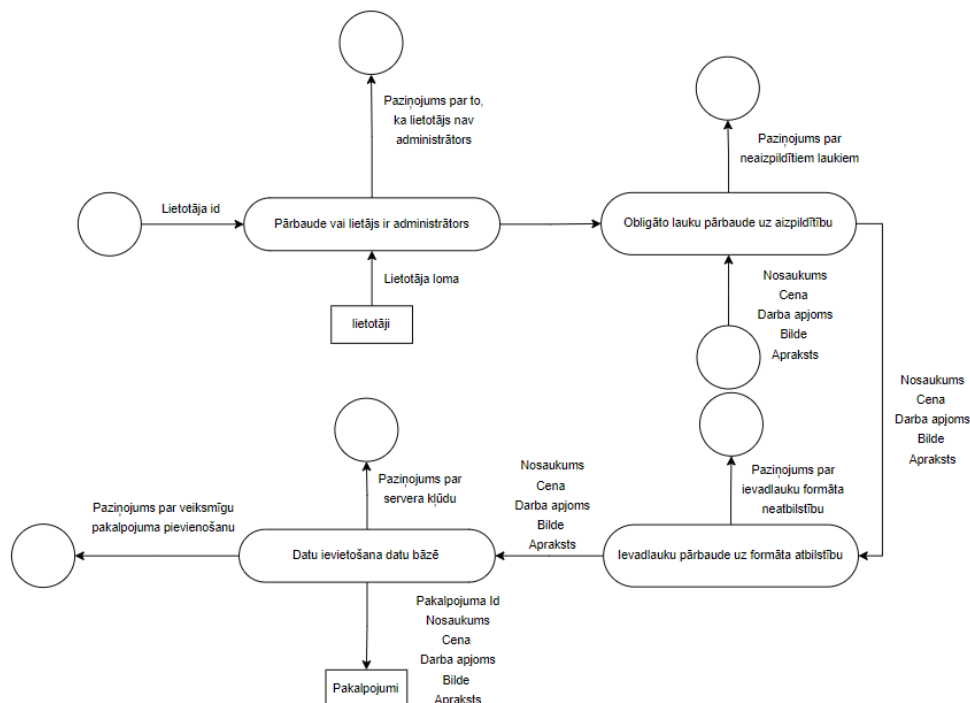 Paziņojums par to,
ka lietotājs nav
administrātors
Paziņojums par
neaizpildītiem laukiem
Lietotāja id
Pārbaude vai lietājs ir administrātors
Obligāto lauku pārbaude uz aizpildītību
Lietotāja loma
lietotāji
Nosaukums
Cena
Darba apjoms
Bilde
Apraksts
Nosaukums
Cena
Darba apjoms
Bilde
Apraksts
Paziņojums par
ievadlauku formāta
neatbilstību
Nosaukums
Cena
Darba apjoms
Bilde
Apraksts
Paziņojums par
servera kļūdu
Paziņojums par veiksmīgu
pakalpojuma pievienošanu
Datu ievietošana datu bāzē
Ievadlauku pārbaude uz formāta atbilstību
Pakalpojuma Id
Nosaukums
Cena
Darba apjoms
Bilde
Apraksts
Pakalpojumi